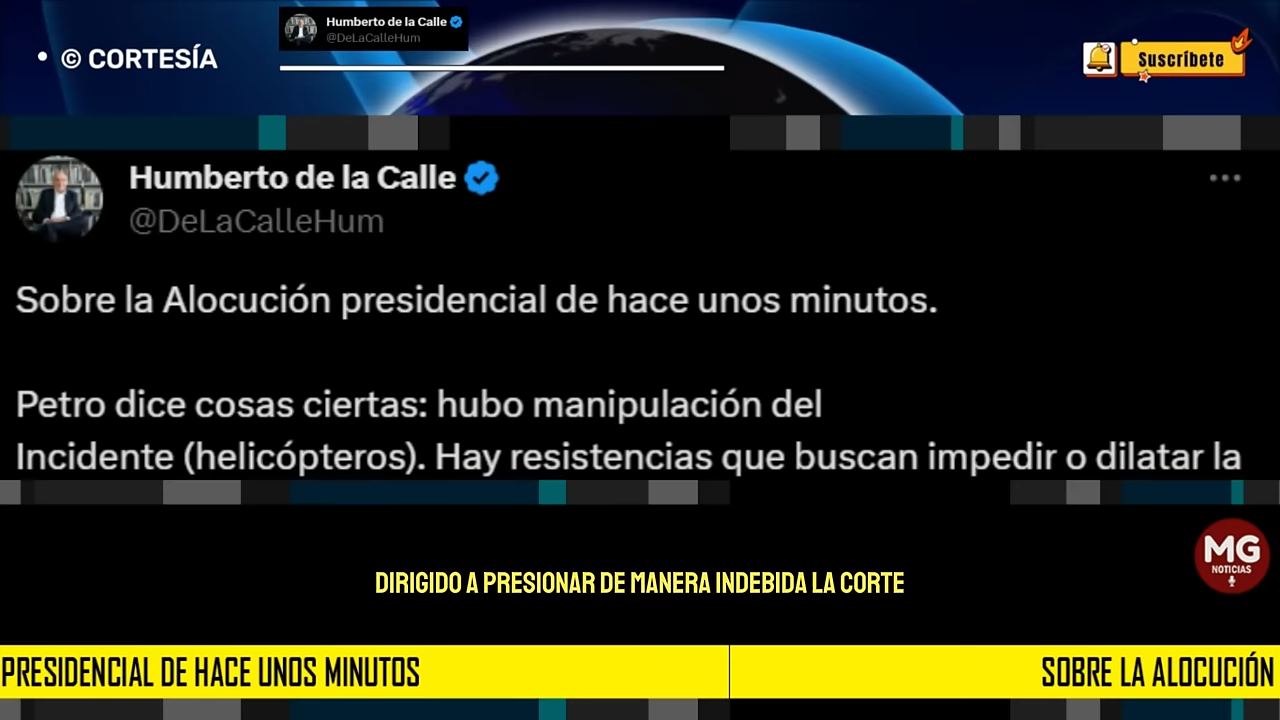 • © CORTESÍA
Humberto de la Calle
@DeLaCalleHum
Suscríbete
Humberto de la Calle
@DeLaCalleHum
Sobre la Alocución presidencial de hace unos minutos.
Petro dice cosas ciertas: hubo manipulación del
Incidente (helicópteros). Hay resistencias que buscan impedir o dilatar la
MG
NOTICIAS
DIRIGIDO A PRESIONAR DE MANERA INDEBIDA LA CORTE
PRESIDENCIAL DE HACE UNOS MINUTOS
SOBRE LA ALOCUCIÓN